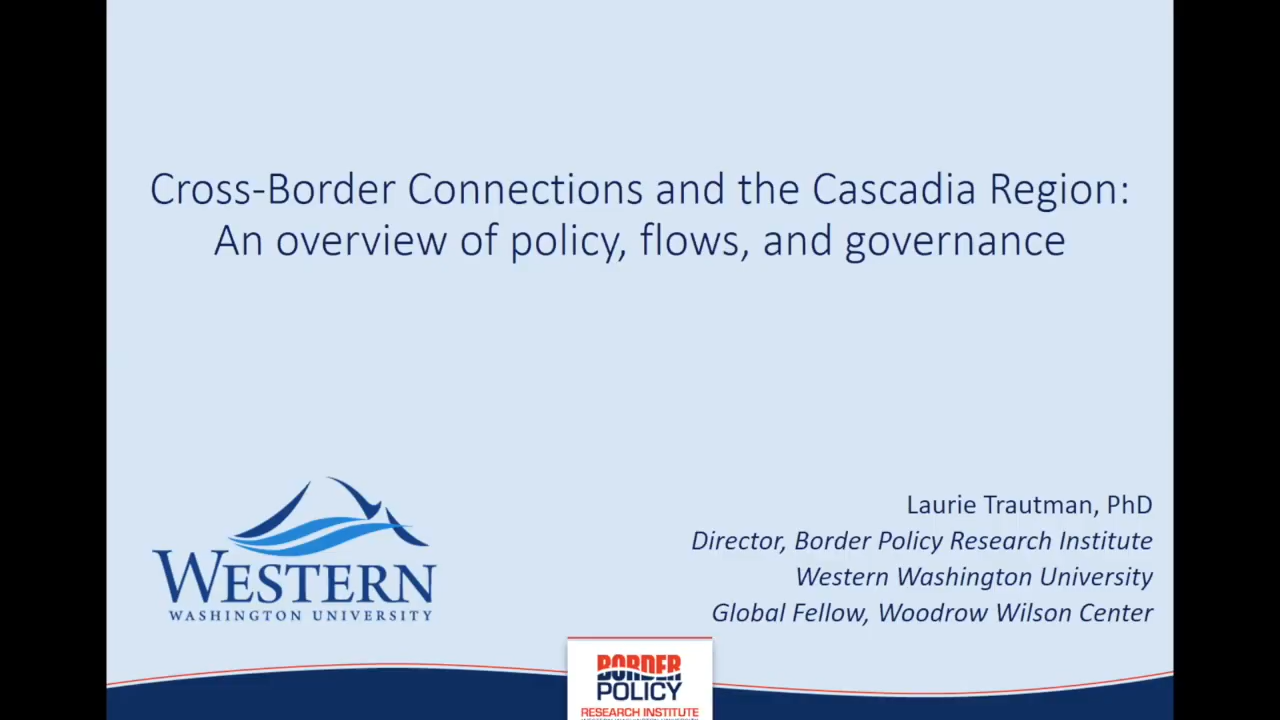 Cross-Border Connections and the Cascadia Region:
An overview of policy, flows, and governance
Laurie Trautman, PhD
Director, Border Policy Research Institute
Western Washington University
Global Fellow, Woodrow Wilson Center
WESTERN
WASHINGTON UNIVERSITY
BORDER
POLICY
RESEARCH INSTITUTE